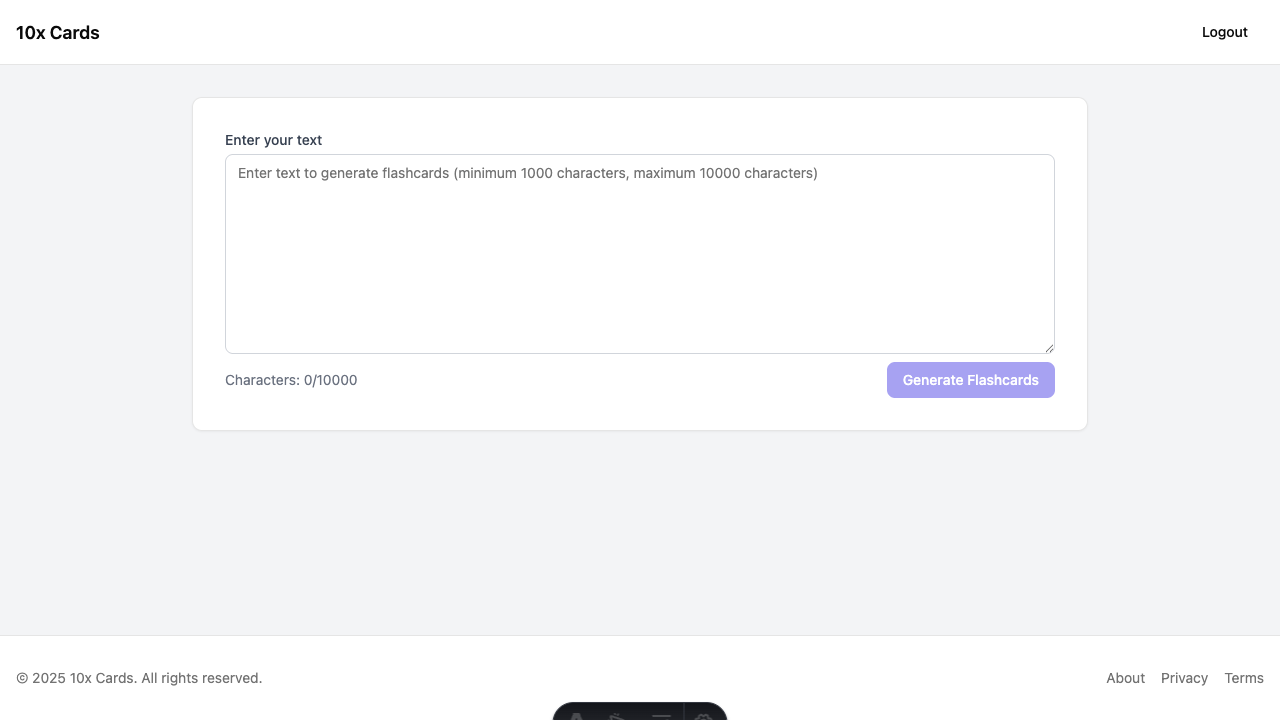 10x Cards
Logout
Enter your text
Enter text to generate flashcards (minimum 1000 characters, maximum 10000 characters)
Characters: 0/10000
Generate Flashcards
© 2025 10x Cards. All rights reserved.
About Privacy Terms